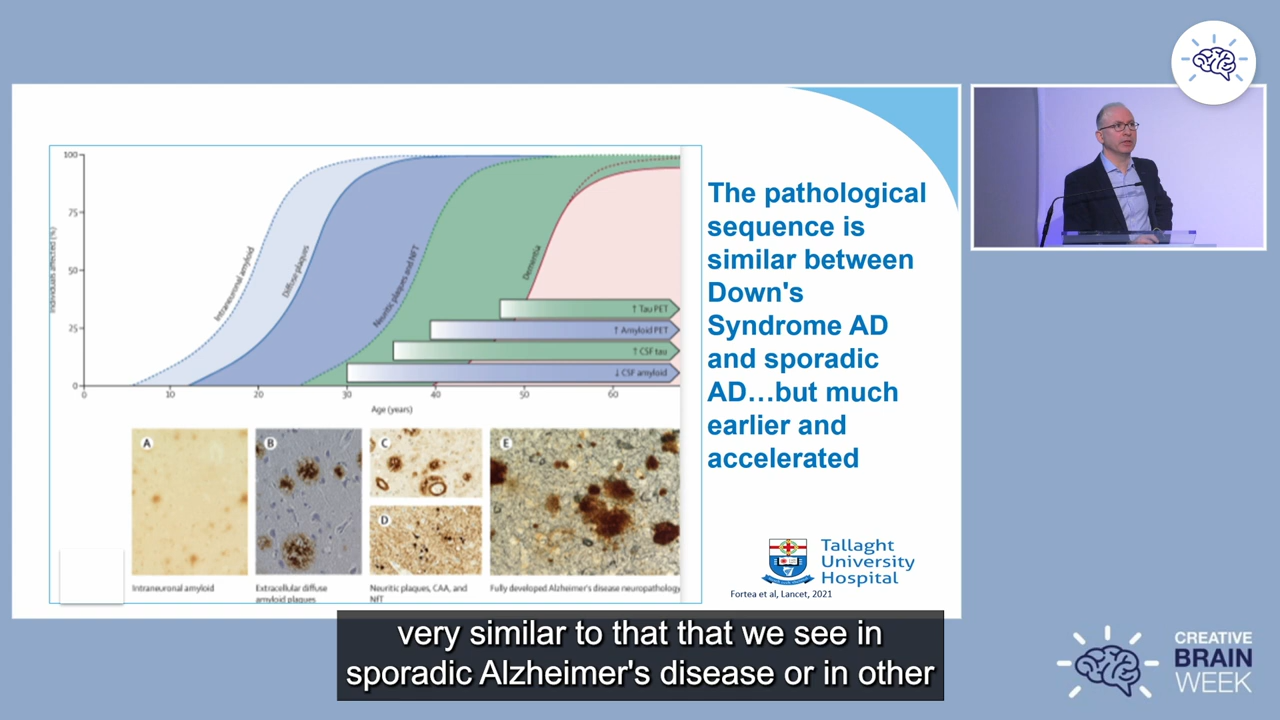 The pathological
sequence is
similar between
Down's
Syndrome AD
and sporadic
AD…but much
earlier and
accelerated
100
75
50
25
0
Individuals affected (%)
Intraneuronal amyloid
Diffuse plaques
Neuritic plaques and NFT
Dementia
↑ Tau PET
↑ Amyloid PET
↑ CSF tau
↓ CSF amyloid
0 10 20 30 40 50 60
Age (years)
A
B
C
D
E
Intraneuronal amyloid
Extracellular diffuse
amyloid plaques
Neuritic plaques, CAA, and
NfT
Fully developed Alzheimer's disease neuropathology
Tallaght
University
Hospital
Fortea et al, Lancet, 2021
very similar to that that we see in
sporadic Alzheimer's disease or in other
CREATIVE
BRAIN
WEEK